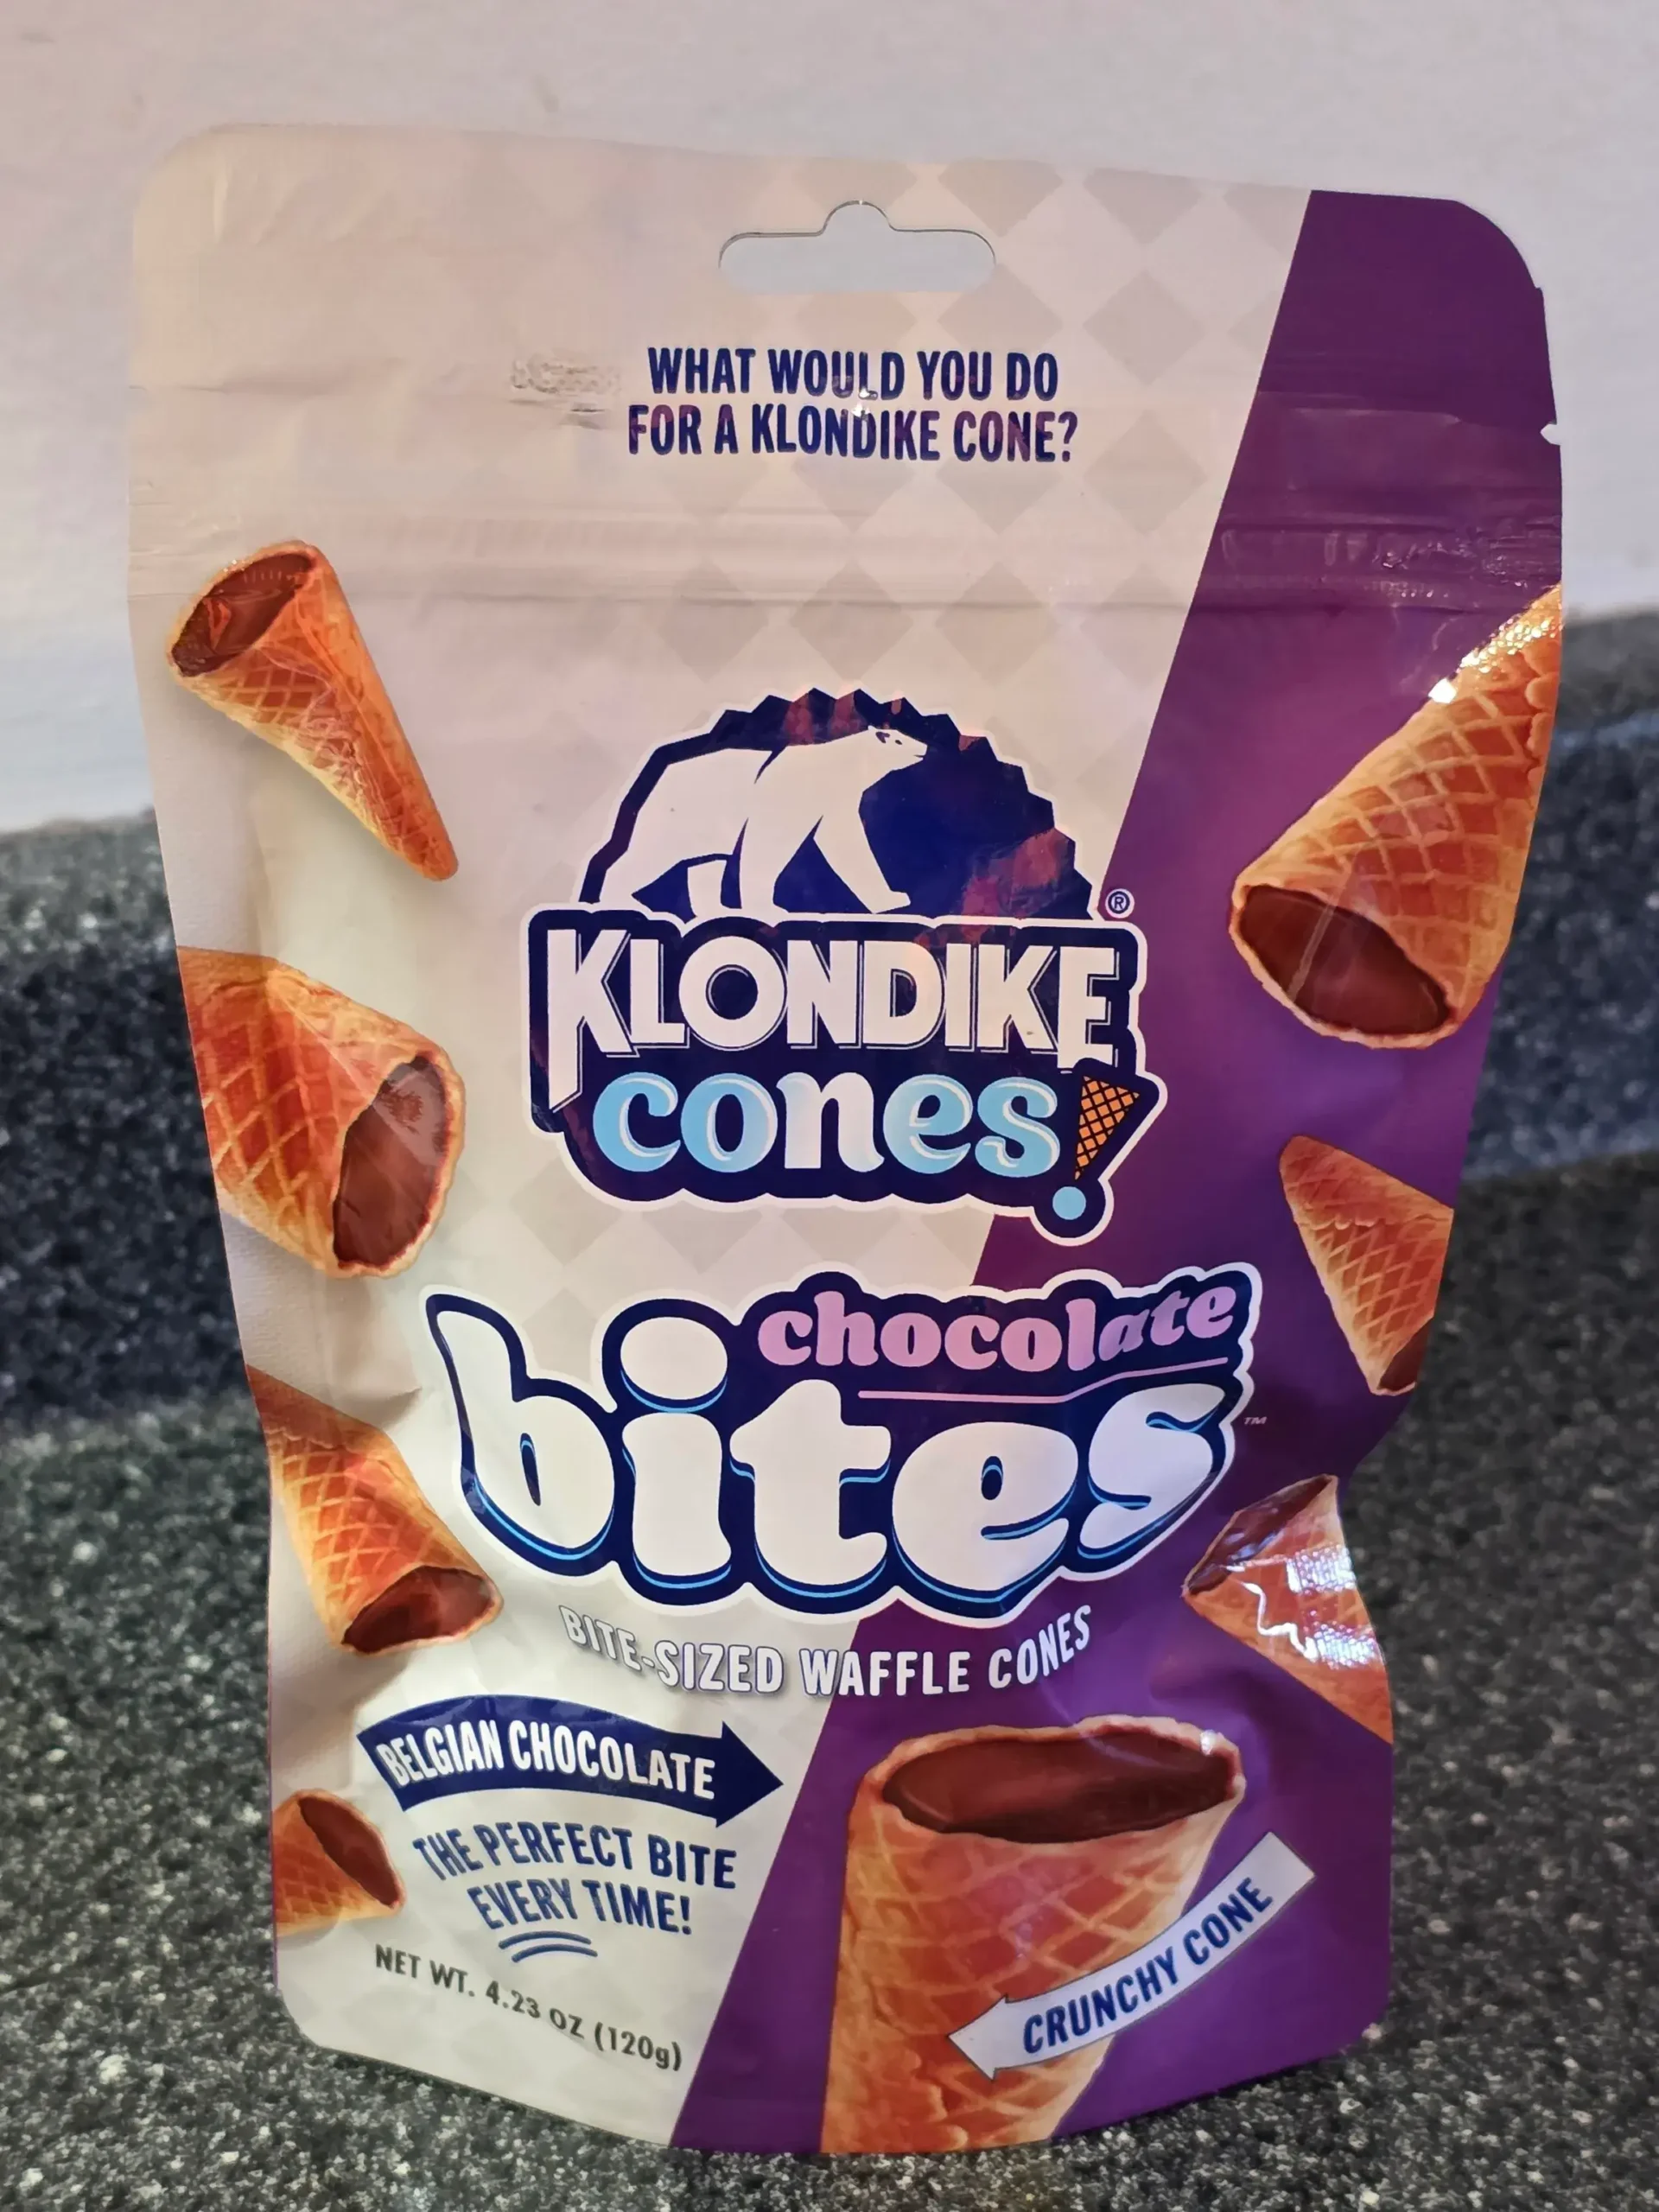 WHAT WOULD YOU DO
FOR A KLONDIKE CONE?
KLONDIKE®
cones!
chocolate
bites™
BITE-SIZED WAFFLE CONES
BELGIAN CHOCOLATE
THE PERFECT BITE
EVERY TIME!
CRUNCHY CONE
NET WT. 4.23 OZ (120g)